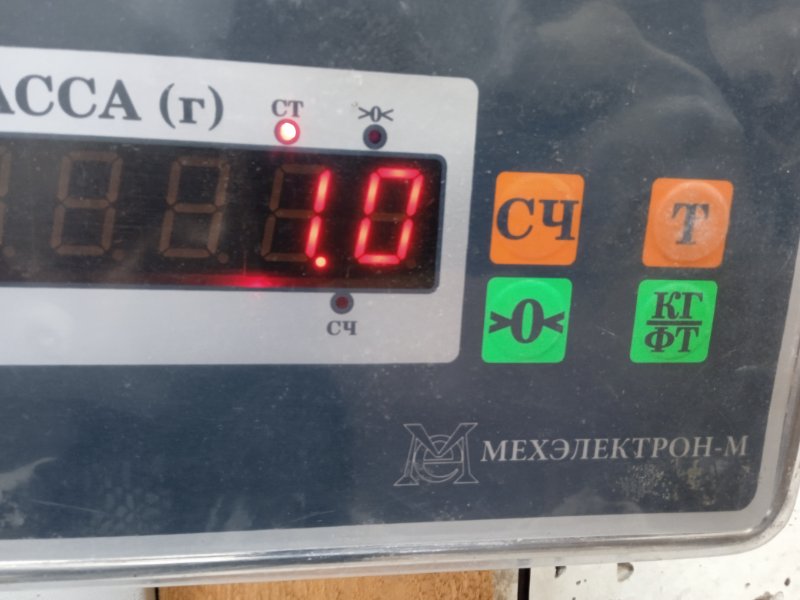 АССА (г)
СТ >0<
1.0
СЧ
СЧ Т
>0< КГ
ФТ
МЕХЭЛЕКТРОН-М